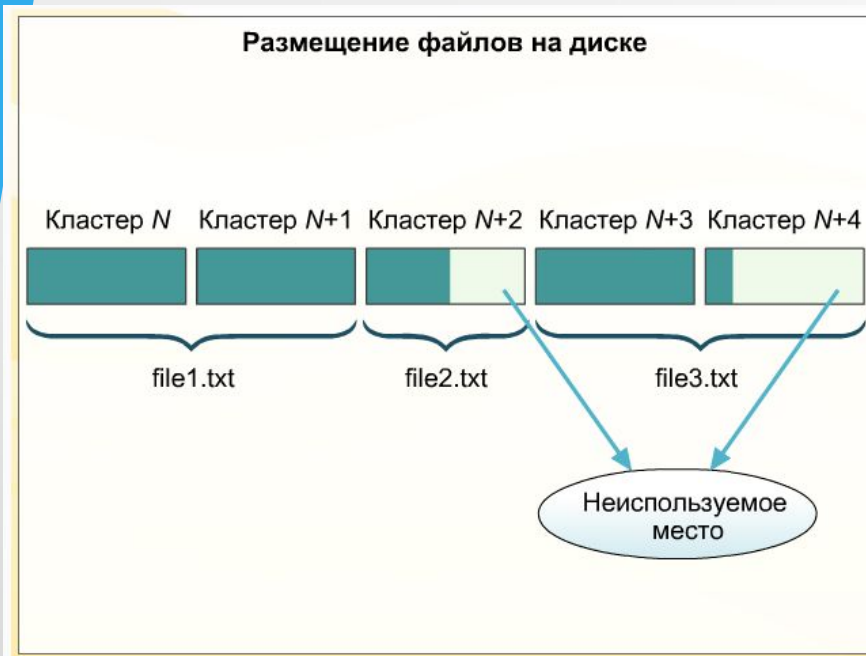 Размещение файлов на диске
Кластер N Кластер N+1 Кластер N+2 Кластер N+3 Кластер N+4
file1.txt file2.txt file3.txt
Неиспользуемое
место